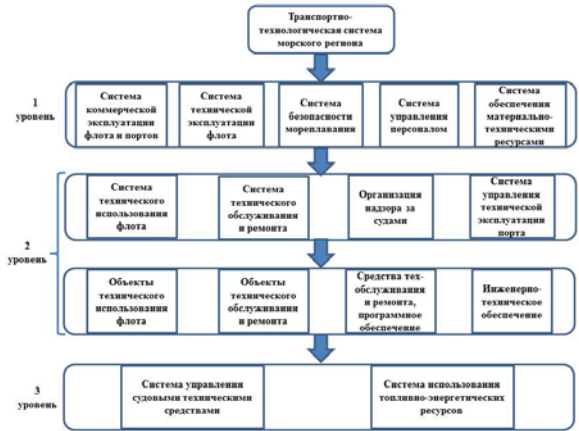 Транспортно-
технологическая система
морского региона
1
уровень
Система
коммерческой
эксплуатации
флота и портов
Система
технической
эксплуатации
флота
Система
безопасности
мореплавания
Система
управления
персоналом
Система
обеспечения
материально-
техническими
ресурсами
2
уровень
Система
технического
использования
флота
Система
технического
обслуживания
и ремонта
Организация
надзора за
судами
Система
управления
технической
эксплуатации
порта
Объекты
технического
использования
флота
Объекты
технического
обслуживания
и ремонта
Средства тех-
обслуживания
и ремонта,
программное
обеспечение
Инженерно-
техническое
обеспечение
3
уровень
Система управления
судовыми техническими
средствами
Система использования
топливно-энергетических
ресурсов